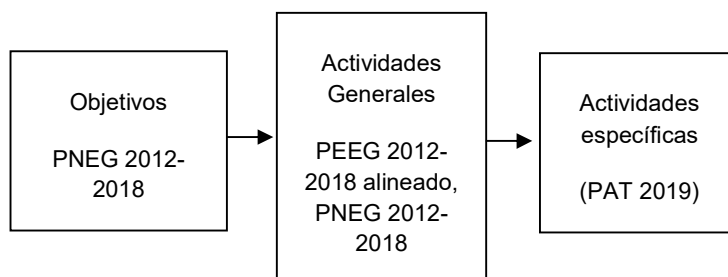 Objetivos
PNEG 2012-
2018
Actividades
Generales
PEEG 2012-
2018 alineado,
PNEG 2012-
2018
Actividades
específicas
(PAT 2019)